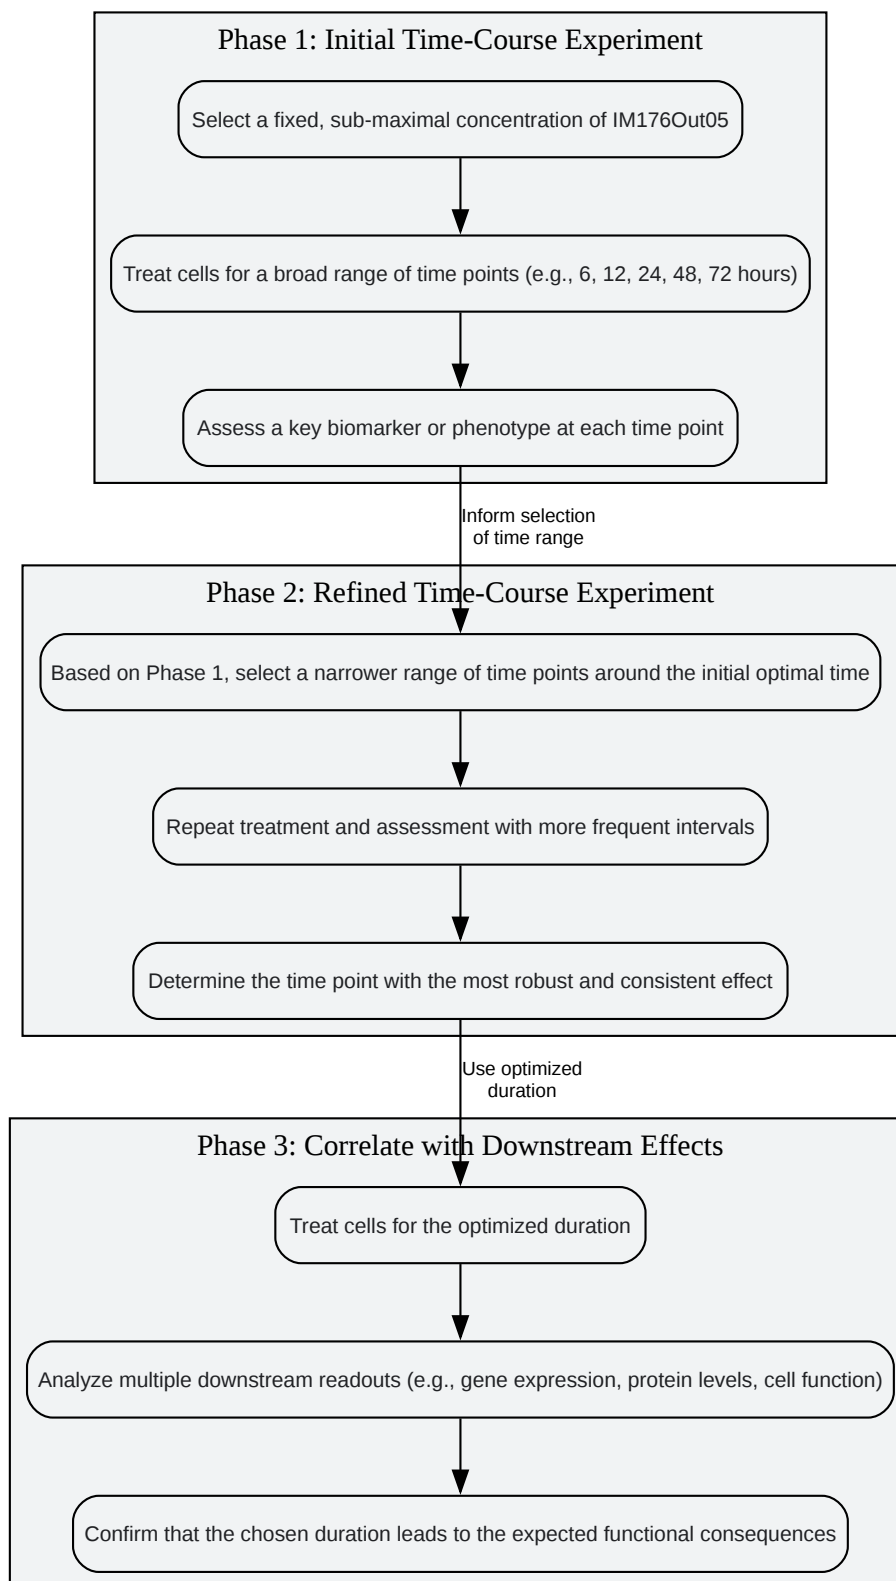 Phase 1: Initial Time-Course Experiment
Select a fixed, sub-maximal concentration of IM176Out05
Treat cells for a broad range of time points (e.g., 6, 12, 24, 48, 72 hours)
Assess a key biomarker or phenotype at each time point
Inform selection
of time range
Phase 2: Refined Time-Course Experiment
Based on Phase 1, select a narrower range of time points around the initial optimal time
Repeat treatment and assessment with more frequent intervals
Determine the time point with the most robust and consistent effect
Use optimized
duration
Phase 3: Correlate with Downstream Effects
Treat cells for the optimized duration
Analyze multiple downstream readouts (e.g., gene expression, protein levels, cell function)
Confirm that the chosen duration leads to the expected functional consequences